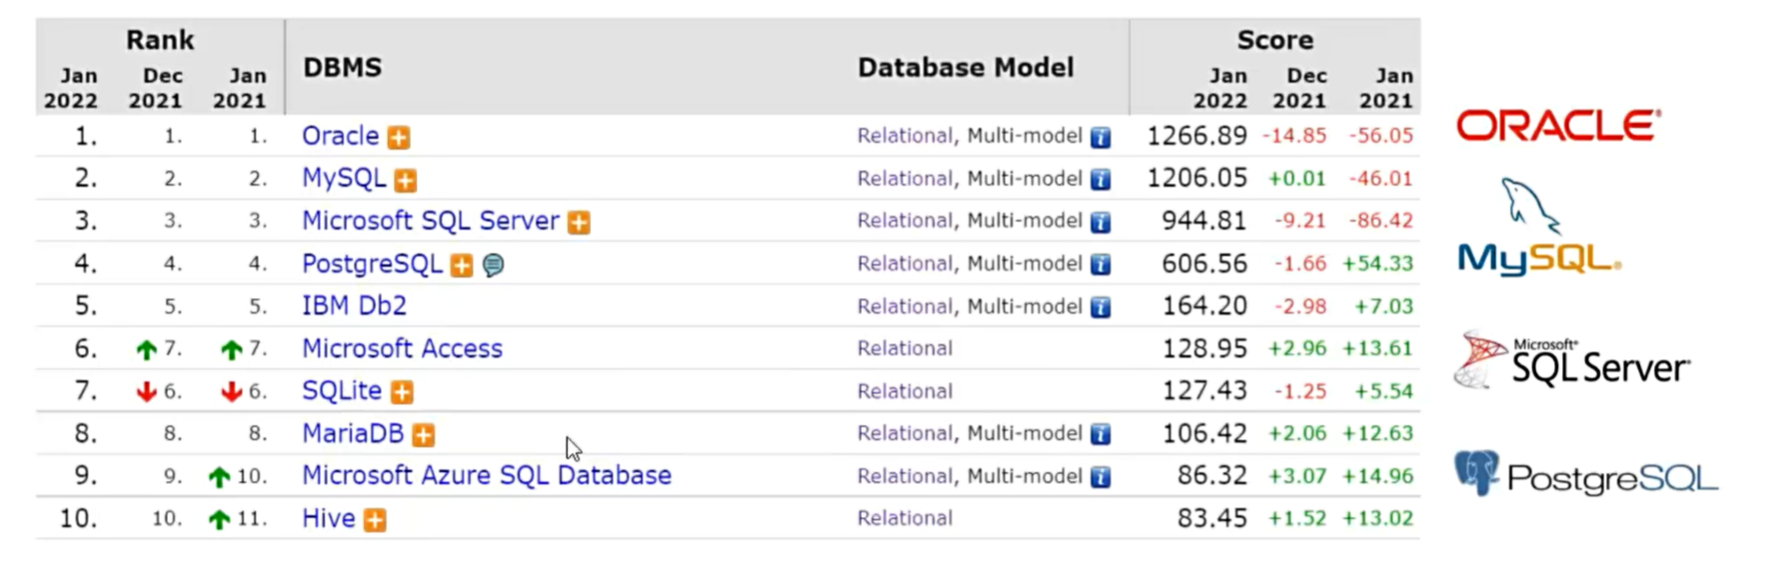 Rank Score
Jan Dec Jan DBMS Database Model Jan Dec Jan
2022 2021 2021 2022 2021 2021
1. 1. 1. Oracle Relational, Multi-model 1266.89 -14.85 -56.05
2. 2. 2. MySQL Relational, Multi-model 1206.05 +0.01 -46.01
3. 3. 3. Microsoft SQL Server Relational, Multi-model 944.81 -9.21 -86.42
4. 4. 4. PostgreSQL Relational, Multi-model 606.56 -1.66 +54.33
5. 5. 5. IBM Db2 Relational, Multi-model 164.20 -2.98 +7.03
6. 7. 7. Microsoft Access Relational 128.95 +2.96 +13.61
7. 6. 6. SQLite Relational 127.43 -1.25 +5.54
8. 8. 8. MariaDB Relational, Multi-model 106.42 +2.06 +12.63
9. 9. 10. Microsoft Azure SQL Database Relational, Multi-model 86.32 +3.07 +14.96
10. 10. 11. Hive Relational 83.45 +1.52 +13.02
ORACLE
MySQL
Microsoft
SQL Server
PostgreSQL